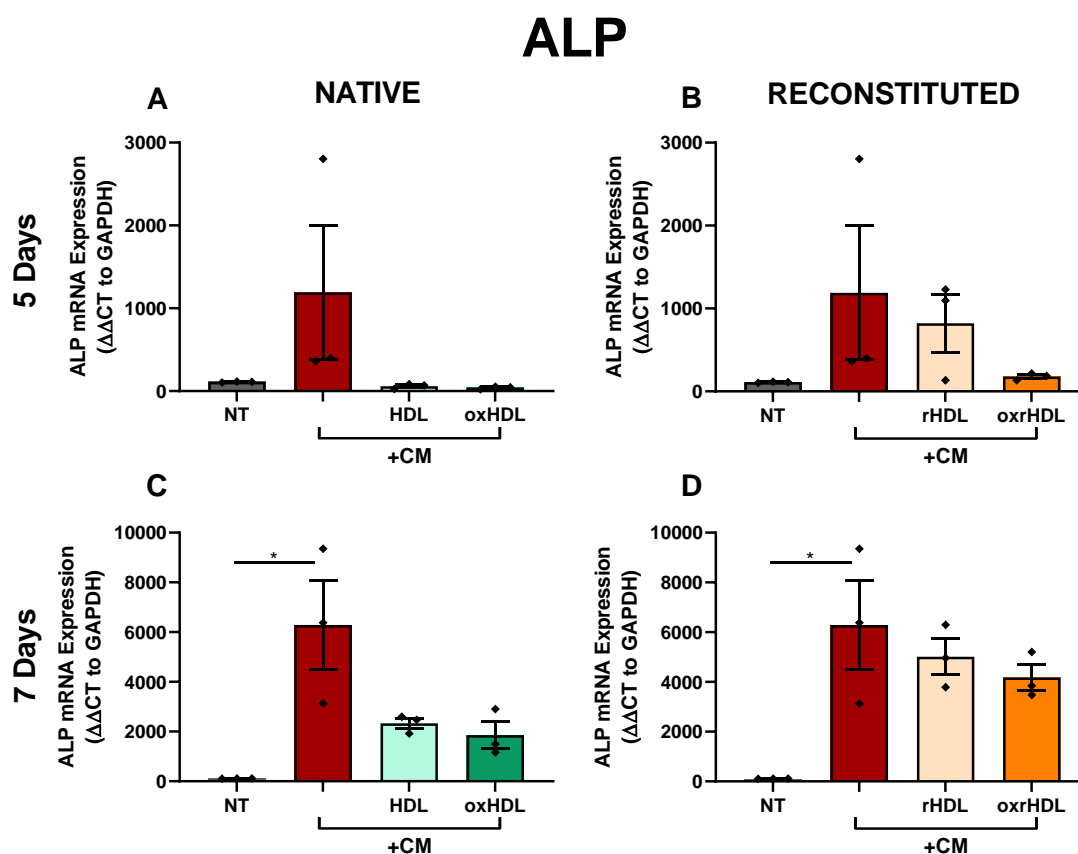 ALP
NATIVE
RECONSTITUTED
5 Days
7 Days
A
ALP mRNA Expression
(ΔΔCT to GAPDH)
3000
2000
1000
0
NT
HDL
oxHDL
+CM
B
ALP mRNA Expression
(ΔΔCT to GAPDH)
3000
2000
1000
0
NT
rHDL
oxrHDL
+CM
C
ALP mRNA Expression
(ΔΔCT to GAPDH)
10000
8000
6000
4000
2000
0
*
NT
HDL
oxHDL
+CM
D
ALP mRNA Expression
(ΔΔCT to GAPDH)
10000
8000
6000
4000
2000
0
*
NT
rHDL
oxrHDL
+CM